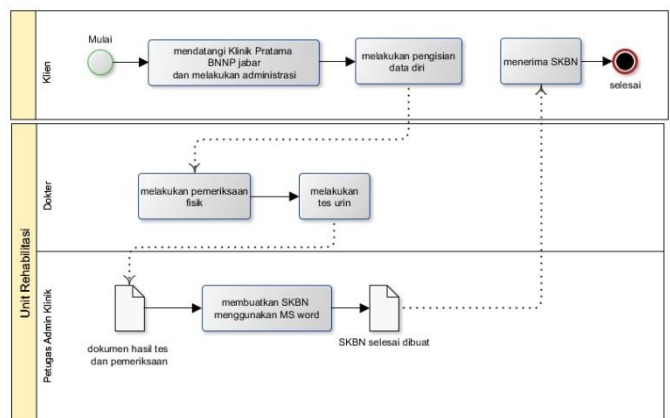 Klien
Mulai
mendatangi Klinik Pratama
BNNP jabar
dan melakukan administrasi
melakukan pengisian
data diri
menerima SKBN
selesai
Unit Rehabilitasi
Dokter
melakukan pemeriksaan
fisik
melakukan
tes urin
Petugas Admin Klinik
dokumen hasil tes
dan pemeriksaan
membuatkan SKBN
menggunakan MS word
SKBN selesai dibuat